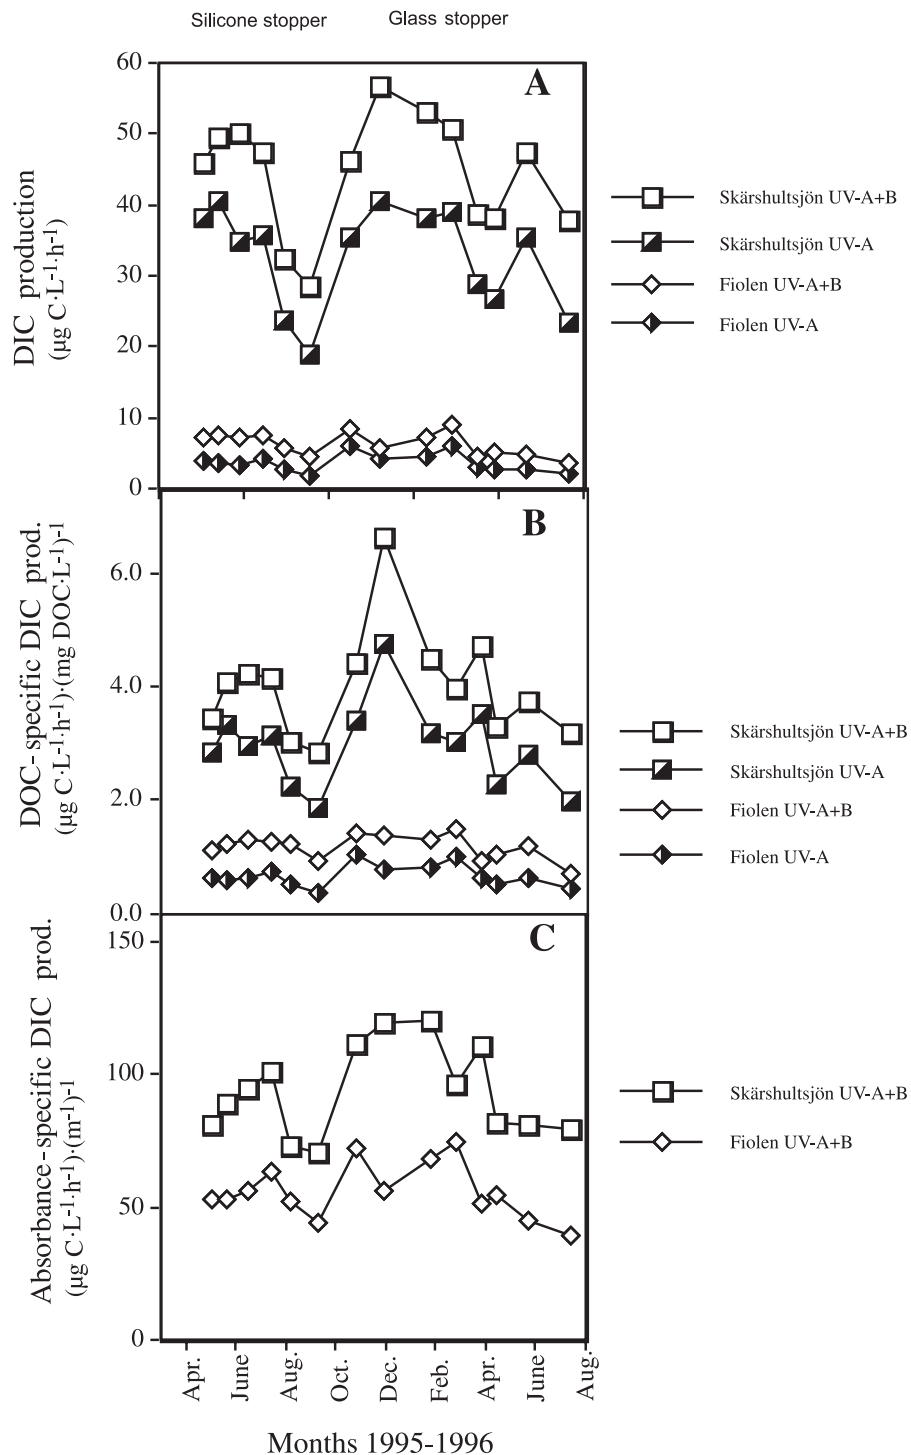 Silicone stopper Glass stopper
A
DIC production
(µg C·L-1·h-1)
60
50
40
30
20
10
0
Skärshultsjön UV-A+B
Skärshultsjön UV-A
Fiolen UV-A+B
Fiolen UV-A
B
DOC-specific DIC prod.
(µg C·L-1·h-1)·(mg DOC·L-1)-1
6.0
4.0
2.0
0.0
Skärshultsjön UV-A+B
Skärshultsjön UV-A
Fiolen UV-A+B
Fiolen UV-A
C
Absorbance-specific DIC prod.
(µg C·L-1·h-1)·(m-1)-1
150
100
50
0
Skärshultsjön UV-A+B
Fiolen UV-A+B
Apr. June Aug. Oct. Dec. Feb. Apr. June Aug.
Months 1995-1996